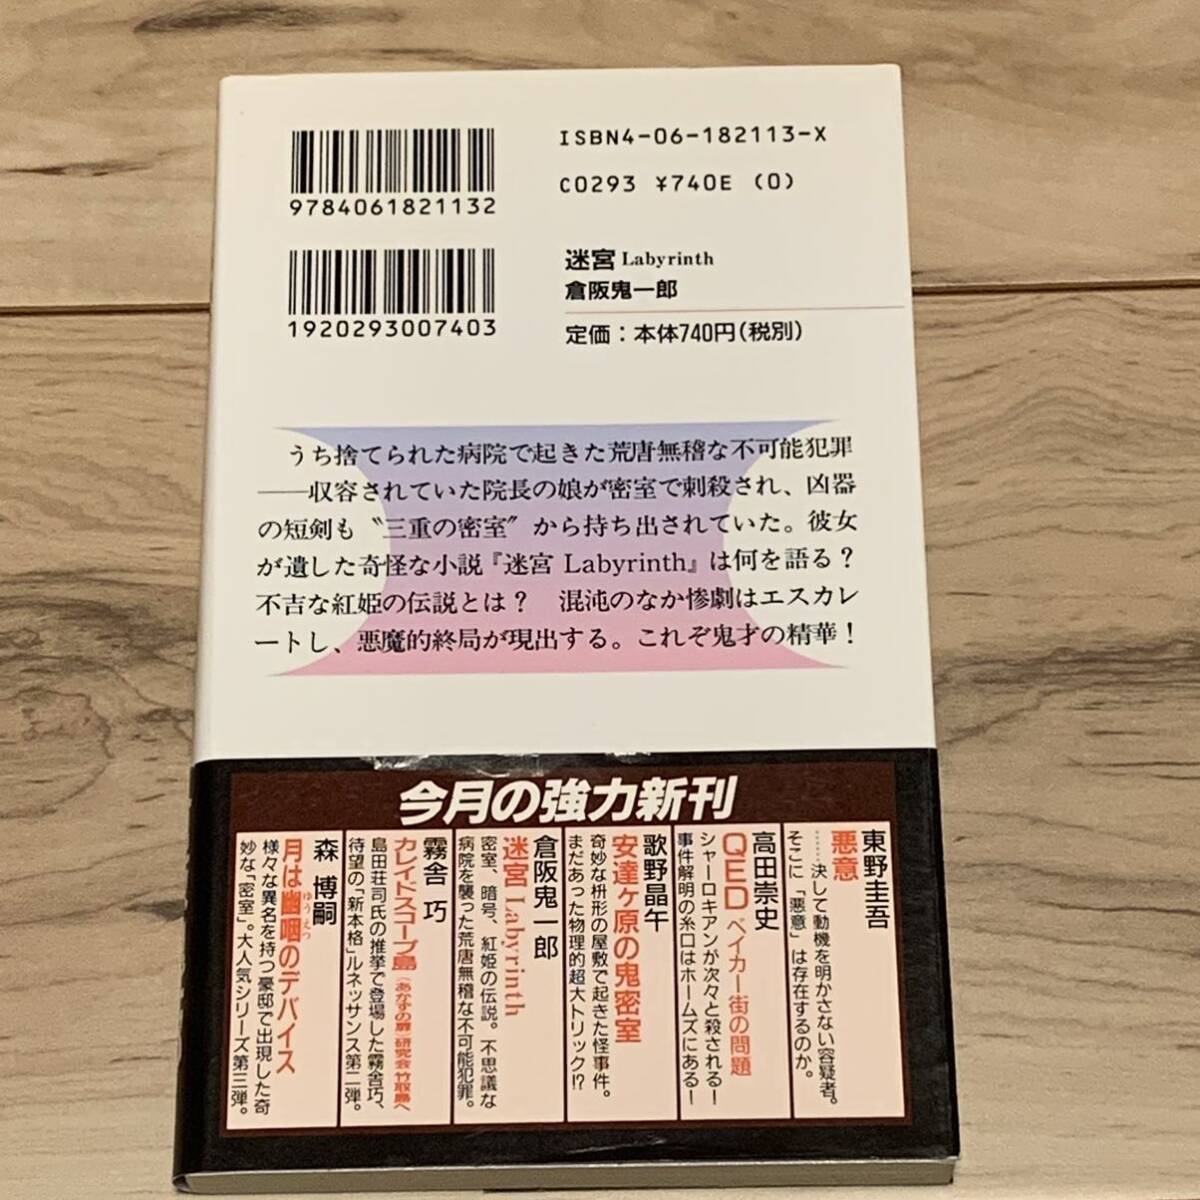 ISBN4-06-182113-X
C0293 ¥740E (0)
9784061821132
1920293007403
迷宮 Labyrinth
倉阪鬼一郎
定価：本体740円（税別）
うち捨てられた病院で起きた荒唐無稽な不可能犯罪
――収容されていた院長の娘が密室で刺殺され、凶器
の短剣も〝三重の密室〟から持ち出されていた。彼女
が遺した奇怪な小説『迷宮 Labyrinth』は何を語る？
不吉な紅姫の伝説とは？　混沌のなか惨劇はエスカレ
ートし、悪魔的終局が現出する。これぞ鬼才の精華！
今月の強力新刊
東野圭吾
悪意
……決して動機を明かさない容疑者。
そこに「悪意」は存在するのか。
高田崇史
QED ベイカー街の問題
シャーロキアンが次々と殺される！
事件解明の糸口はホームズにある！
歌野晶午
安達ヶ原の鬼密室
奇妙な枡形の屋敷で起きた怪事件。
まだあった物理的超大トリック!?
倉阪鬼一郎
迷宮 Labyrinth
密室、暗号、紅姫の伝説。不思議な
病院を襲った荒唐無稽な不可能犯罪。
霧舎 巧
カレイドスコープ島 《あかずの扉》研究会 竹取島へ
島田荘司氏の推挙で登場した霧舎巧、
待望の「新本格」ルネッサンス第二弾。
森 博嗣
月は幽咽のデバイス
ゆうえつ
様々な異名を持つ豪邸で出現した奇
妙な「密室」。大人気シリーズ第三弾。